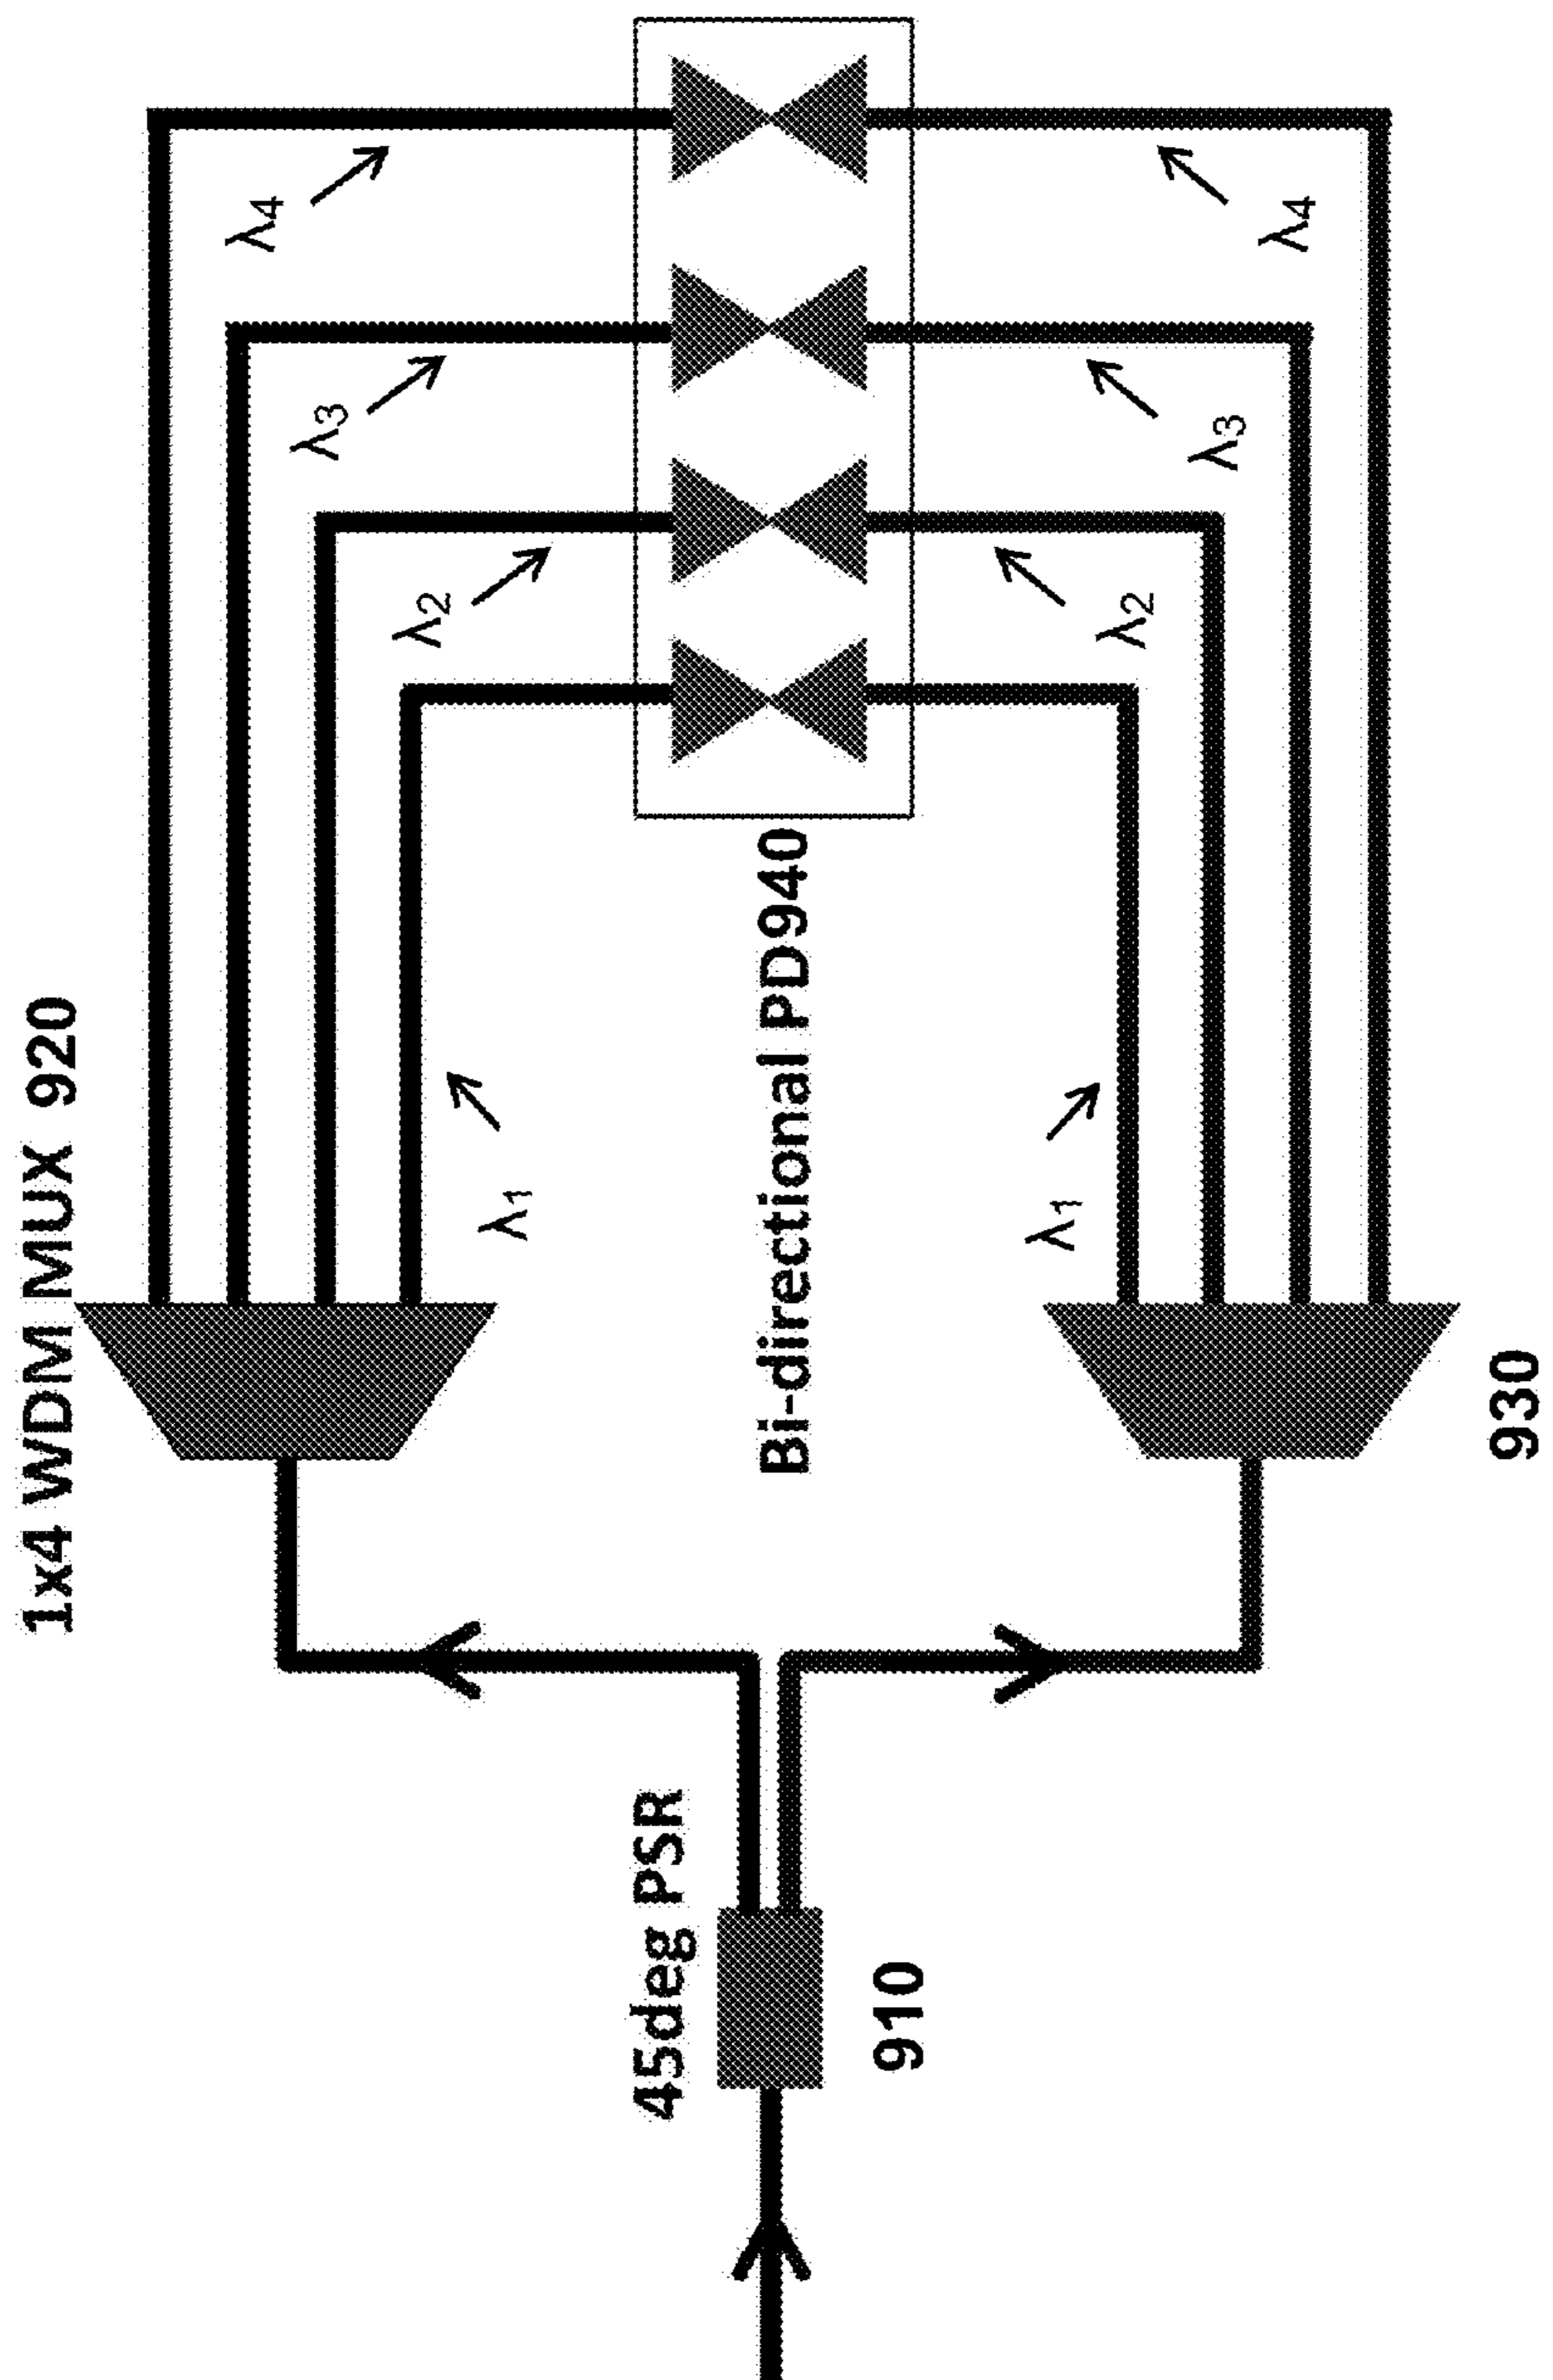 1x4 WDM MUX 920
λ4
λ3
λ2
λ1
45deg PSR
Bi-directional PD940
910
λ1
λ2
λ3
λ4
930